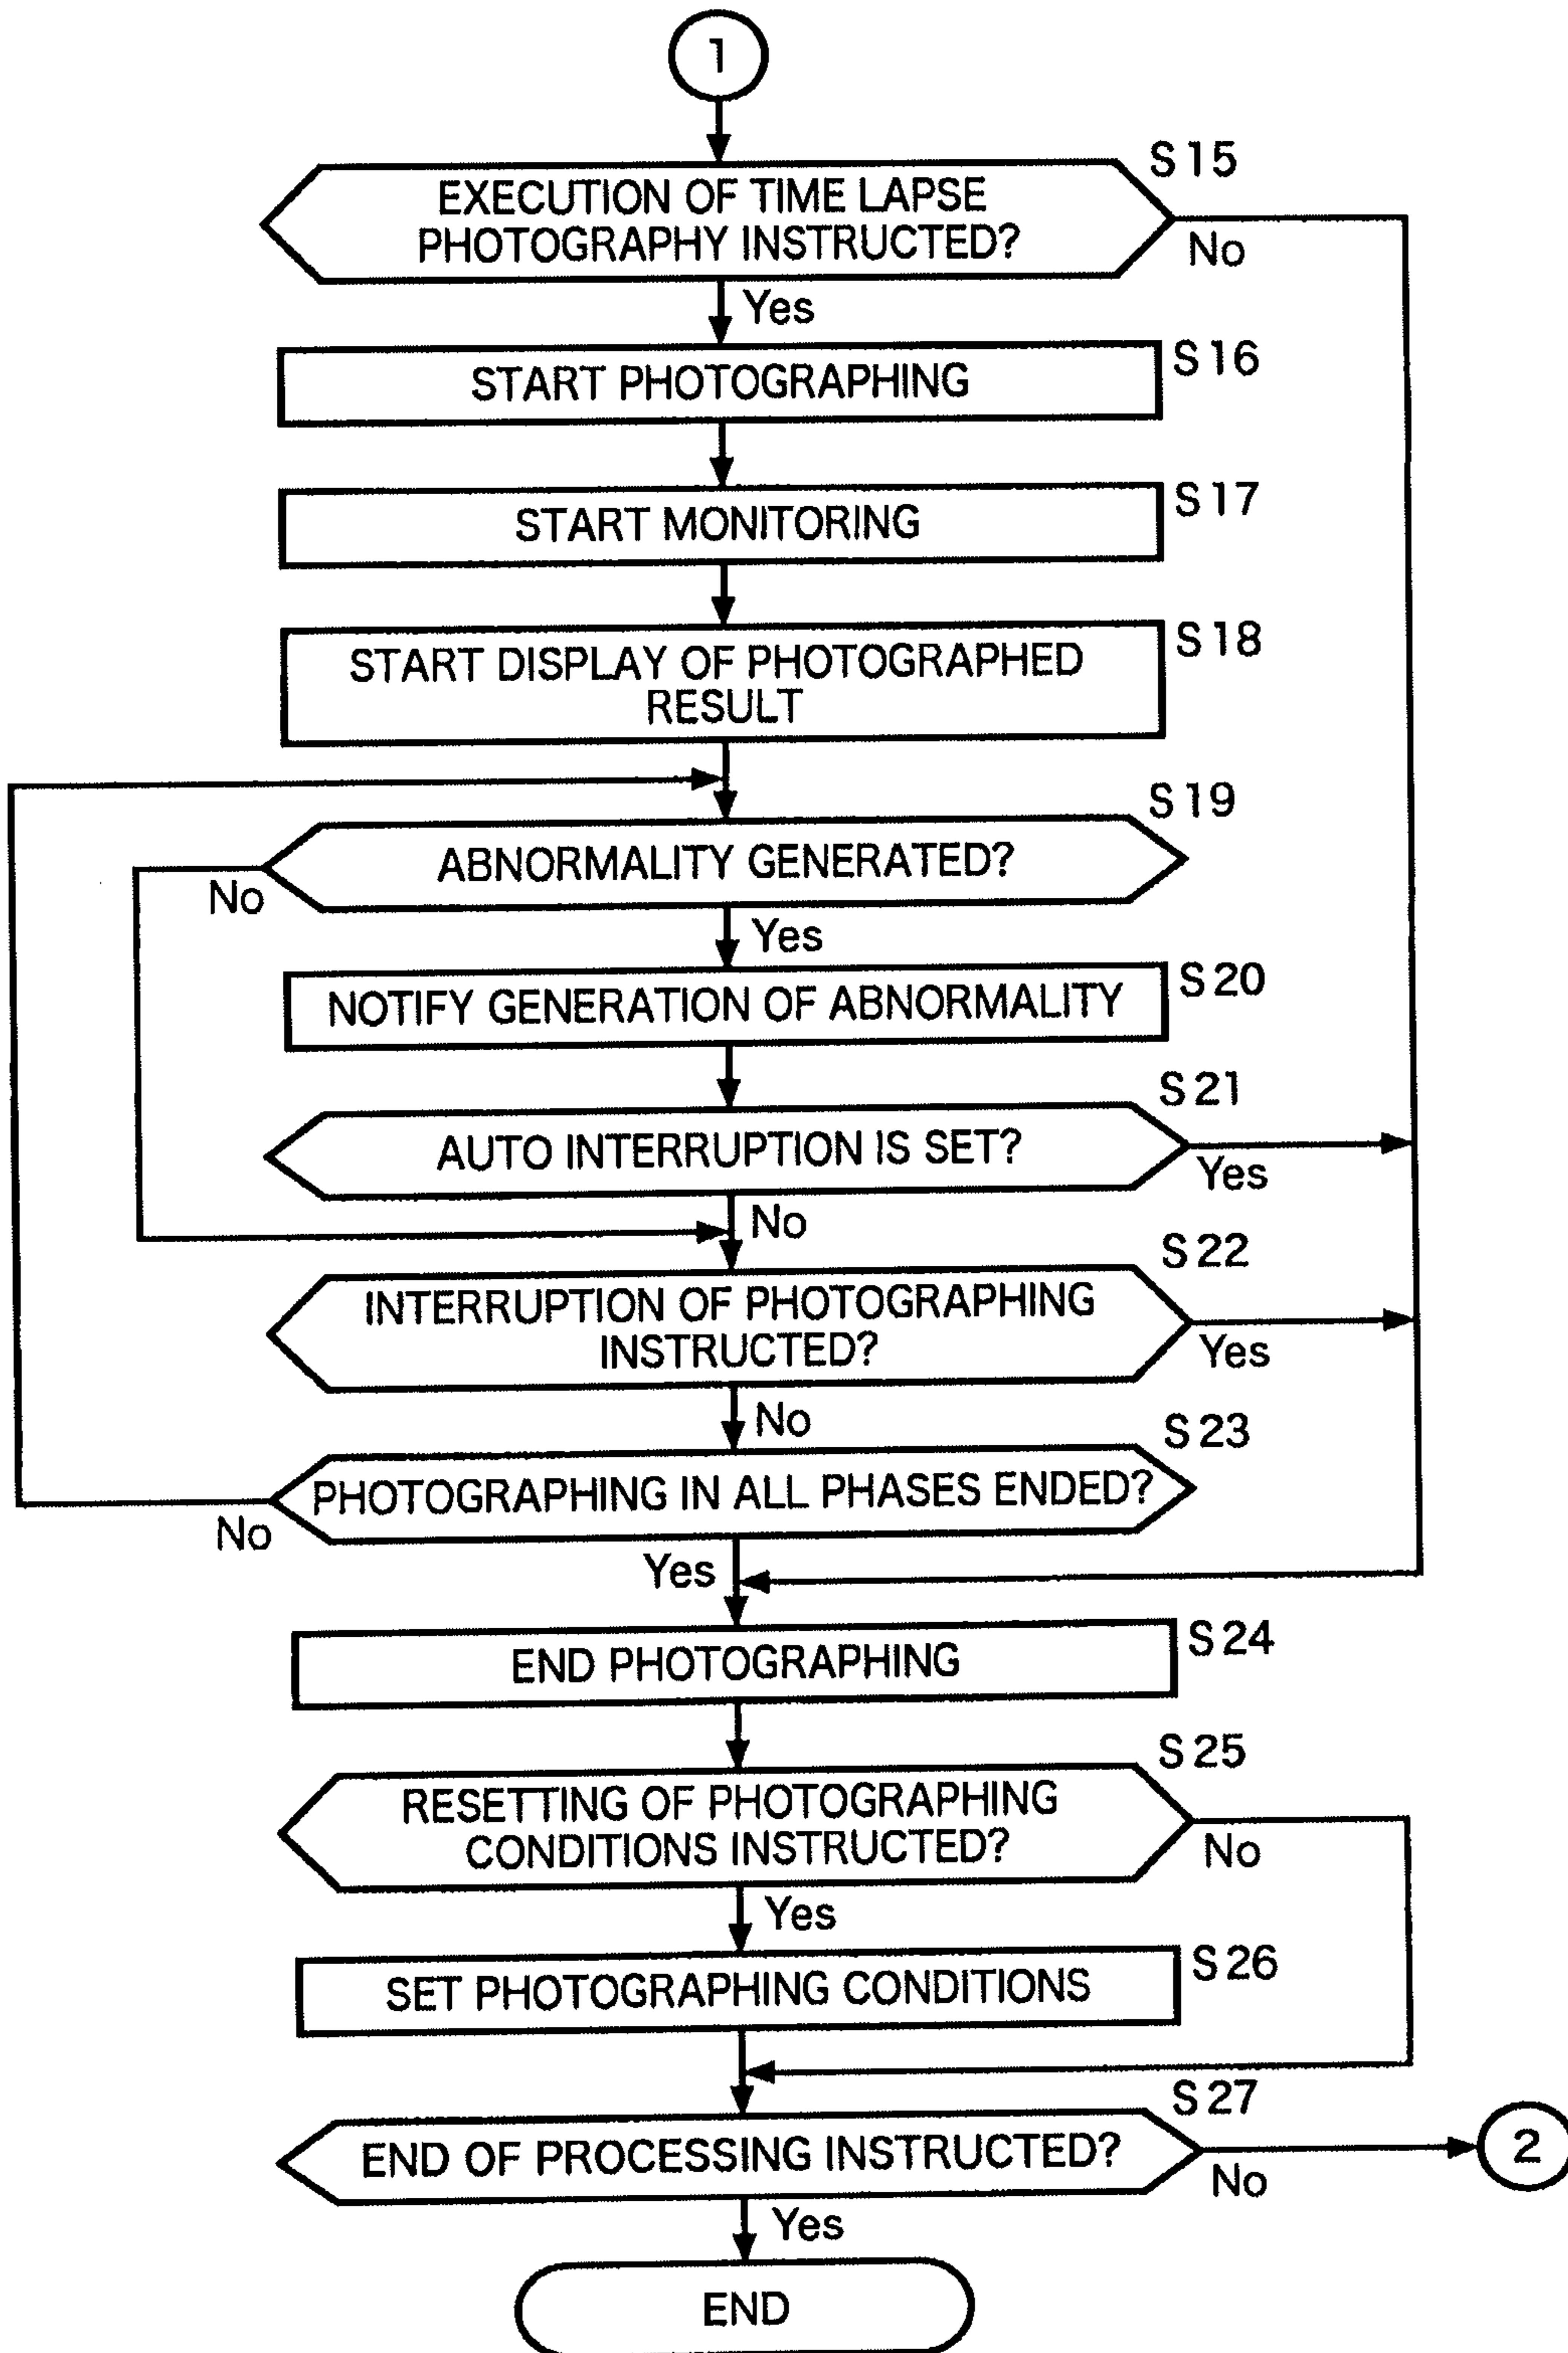 1
S15
EXECUTION OF TIME LAPSE
PHOTOGRAPHY INSTRUCTED?
No
Yes
S16
START PHOTOGRAPHING
S17
START MONITORING
S18
START DISPLAY OF PHOTOGRAPHED
RESULT
S19
ABNORMALITY GENERATED?
No
Yes
S20
NOTIFY GENERATION OF ABNORMALITY
S21
AUTO INTERRUPTION IS SET?
Yes
No
S22
INTERRUPTION OF PHOTOGRAPHING
INSTRUCTED?
Yes
No
S23
PHOTOGRAPHING IN ALL PHASES ENDED?
No
Yes
S24
END PHOTOGRAPHING
S25
RESETTING OF PHOTOGRAPHING
CONDITIONS INSTRUCTED?
No
Yes
S26
SET PHOTOGRAPHING CONDITIONS
S27
END OF PROCESSING INSTRUCTED?
2
No
Yes
END